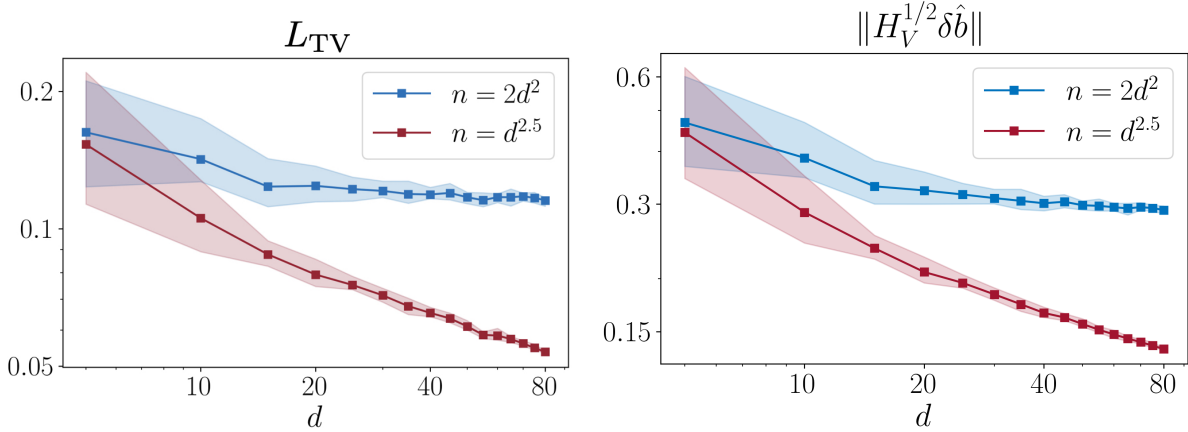 L_TV
0.2
0.1
0.05
n = 2d^2
n = d^2.5
10
20
40
80
d
∥H_V^{1/2} δb̂∥
0.6
0.3
0.15
n = 2d^2
n = d^2.5
10
20
40
80
d